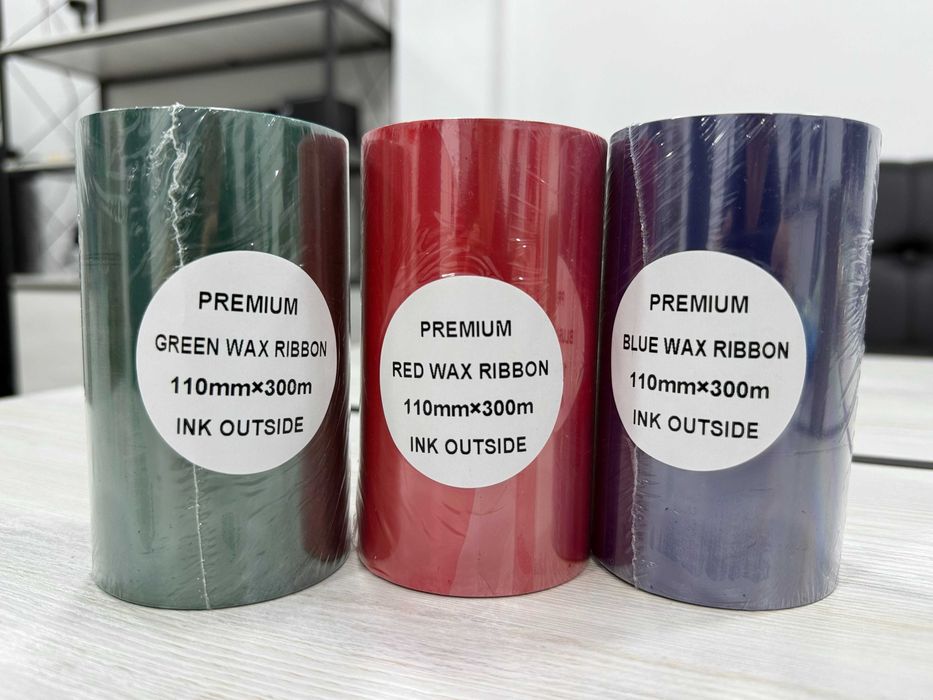 PREMIUM
GREEN WAX RIBBON
110mm×300m
INK OUTSIDE
PREMIUM
RED WAX RIBBON
110mm×300m
INK OUTSIDE
PREMIUM
BLUE WAX RIBBON
110mm×300m
INK OUTSIDE